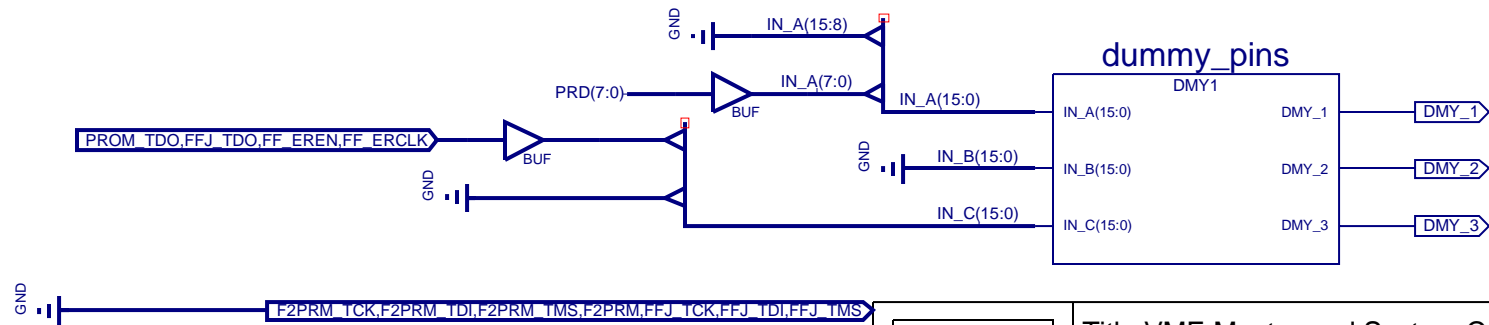 GND
IN_A(15:8)
dummy_pins
DMY1
PRD(7:0)
BUF
IN_A(7:0)
IN_A(15:0)
IN_A(15:0)
DMY_1
DMY_1
PROM_TDO,FFJ_TDO,FF_EREN,FF_ERCLK
BUF
GND
IN_B(15:0)
IN_B(15:0)
DMY_2
DMY_2
GND
IN_C(15:0)
IN_C(15:0)
DMY_3
DMY_3
GND
F2PRM_TCK,F2PRM_TDI,F2PRM_TMS,F2PRM,FFJ_TCK,FFJ_TDI,FFJ_TMS